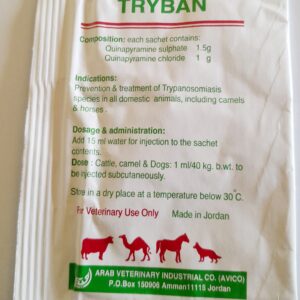 TRYBAN
Composition: each sachet contains:
Quinapyramine sulphate 1.5g
Quinapyramine chloride 1 g
Indications:
Prevention & treatment of Trypanosomiasis
species in all domestic animals, including camels
& horses .
Dosage & administration:
Add 15 ml water for injection to the sachet
contents.
Dose : Cattle, camel & Dogs: 1 ml/40 kg. b.wt. to
be injected subcutaneously.
Store in a dry place at a temperature below 30°C.
For Veterinary Use Only Made in Jordan
ARAB VETERINARY INDUSTRIAL CO. (AVICO)
P.O Box 150906 Amman11115 Jordan